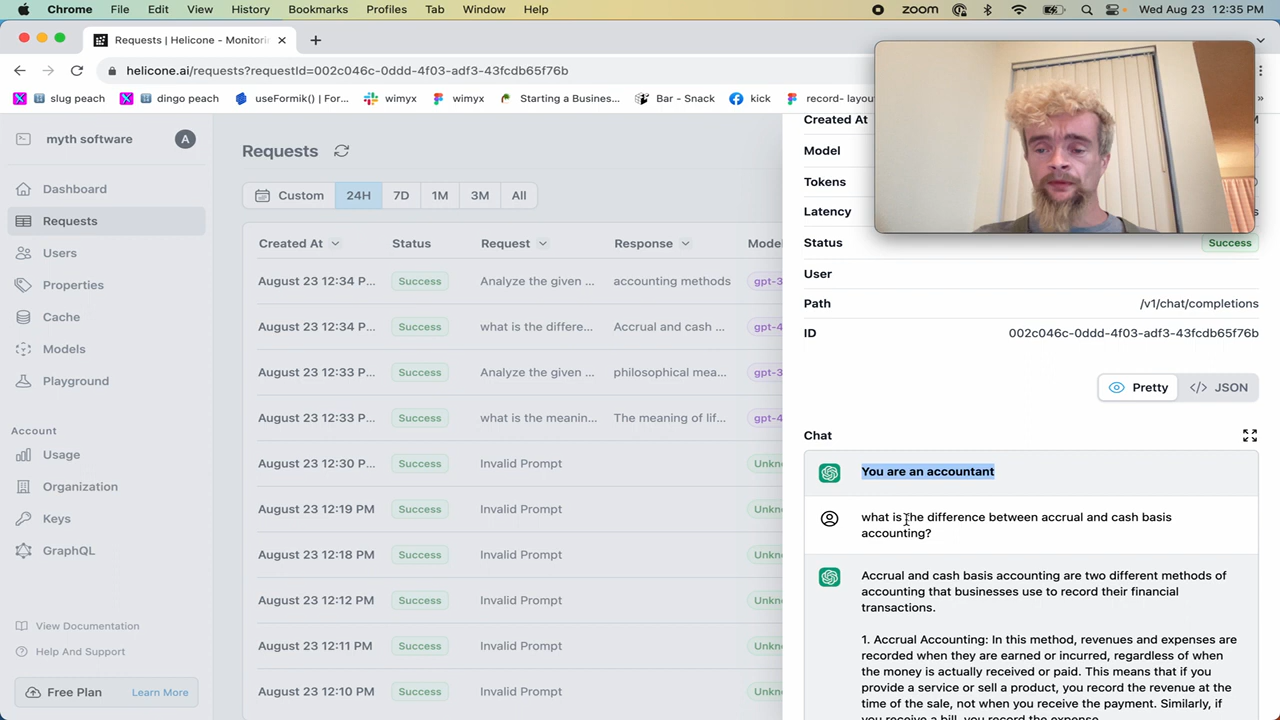 Chrome File Edit View History Bookmarks Profiles Tab Window Help zoom Wed Aug 23 12:35 PM
Requests | Helicone - Monitori
helicone.ai/requests?requestId=002c046c-0ddd-4f03-adf3-43fcdb65f76b
slug peach dingo peach useFormik() | For... wimyx wimyx Starting a Busines... Bar - Snack kick record- layou »
myth software A
Dashboard
Requests
Users
Properties
Cache
Models
Playground
Account
Usage
Organization
Keys
GraphQL
View Documentation
Help And Support
Free Plan Learn More
Requests
Custom 24H 7D 1M 3M All
Created At Status Request Response Mode
August 23 12:34 P... Success Analyze the given ... accounting methods gpt-3
August 23 12:34 P... Success what is the differe... Accrual and cash ... gpt-4
August 23 12:33 P... Success Analyze the given ... philosophical mea... gpt-3
August 23 12:33 P... Success what is the meanin... The meaning of lif... gpt-4
August 23 12:30 P... Success Invalid Prompt Unkn
August 23 12:19 PM Success Invalid Prompt Unkn
August 23 12:18 PM Success Invalid Prompt Unkn
August 23 12:12 PM Success Invalid Prompt Unkn
August 23 12:11 PM Success Invalid Prompt Unkn
August 23 12:10 PM Success Invalid Prompt Unkn
Created At
Model
Tokens
Latency
Status Success
User
Path /v1/chat/completions
ID 002c046c-0ddd-4f03-adf3-43fcdb65f76b
Pretty </> JSON
Chat
You are an accountant
what is the difference between accrual and cash basis
accounting?
Accrual and cash basis accounting are two different methods of
accounting that businesses use to record their financial
transactions.
1. Accrual Accounting: In this method, revenues and expenses are
recorded when they are earned or incurred, regardless of when
the money is actually received or paid. This means that if you
provide a service or sell a product, you record the revenue at the
time of the sale, not when you receive the payment. Similarly, if
you receive a bill, you record the expense